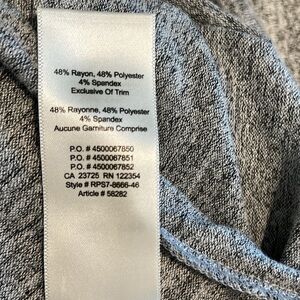 48% Rayon, 48% Polyester
4% Spandex
Exclusive Of Trim
48% Rayonne, 48% Polyester
4% Spandex
Aucune Garniture Comprise
P.O. # 4500067850
P.O. # 4500067851
P.O. # 4500067852
CA 23725 RN 122354
Style # RPS7-8666-46
Article # 58282